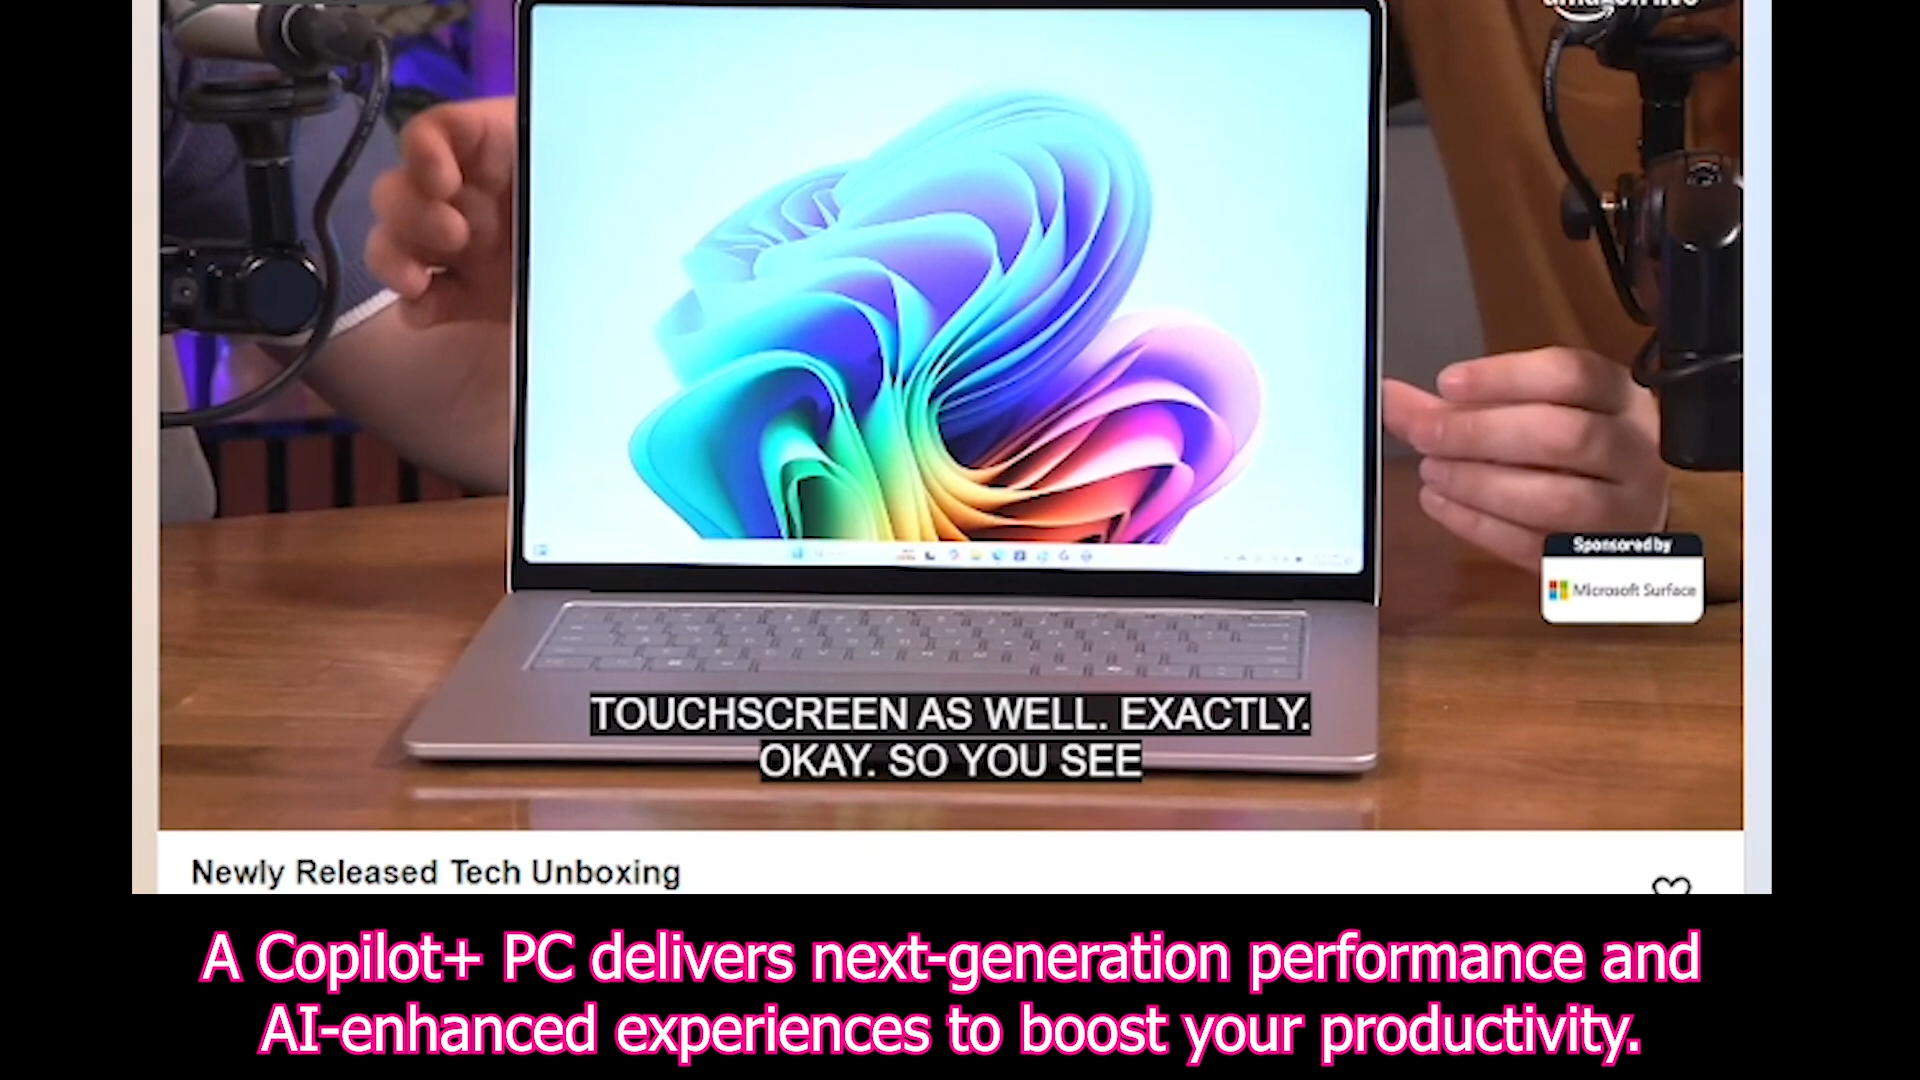 Sponsored by
Microsoft Surface
TOUCHSCREEN AS WELL. EXACTLY.
OKAY. SO YOU SEE
Newly Released Tech Unboxing
A Copilot+ PC delivers next-generation performance and
AI-enhanced experiences to boost your productivity.